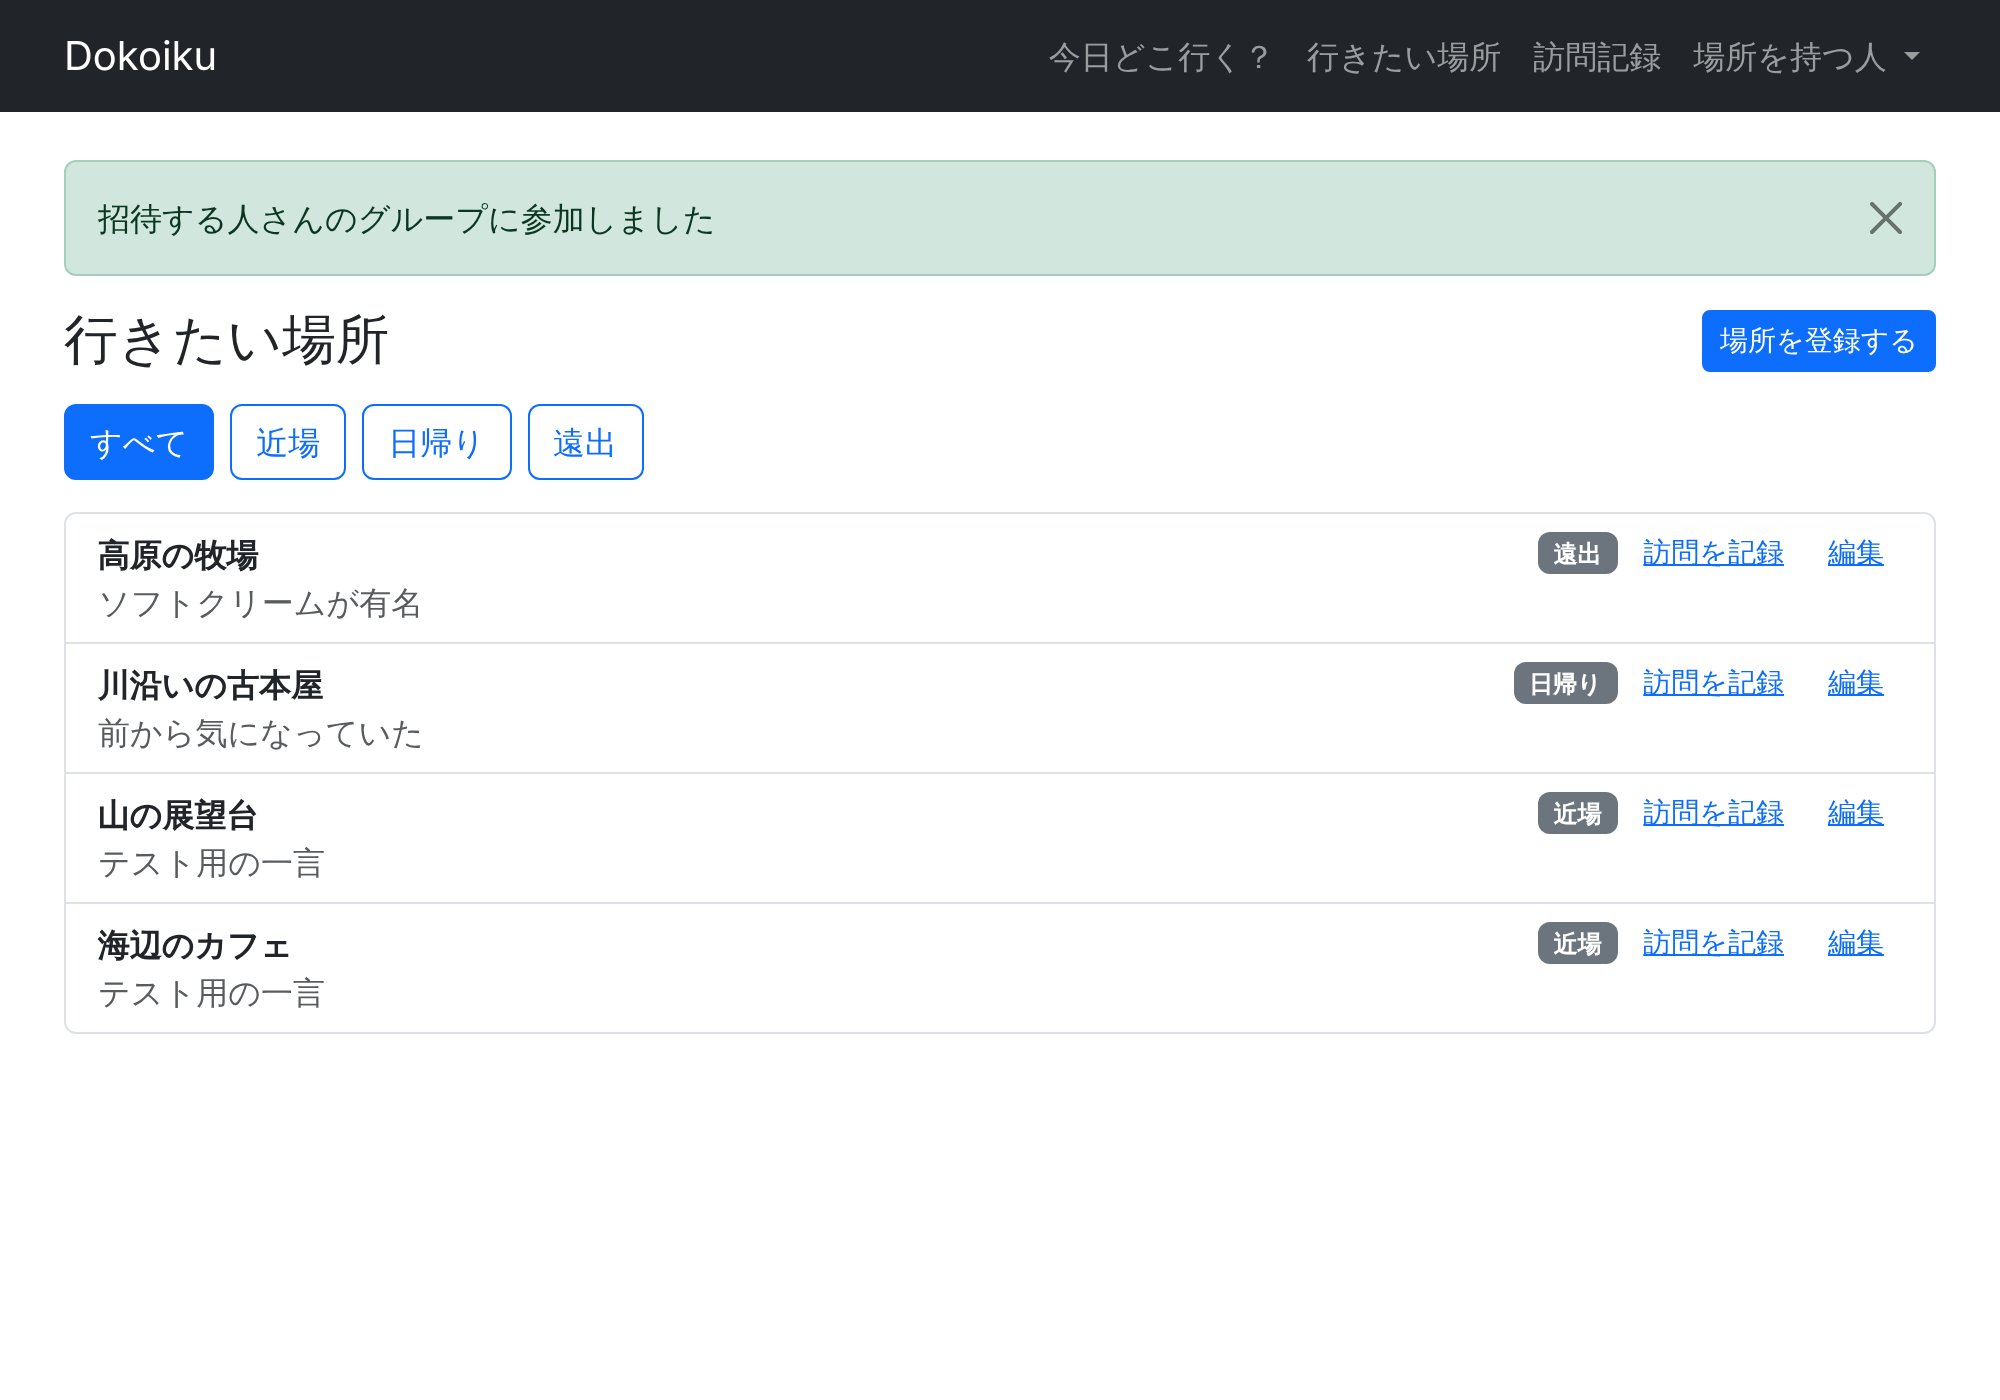 Dokoiku
今日どこ行く？ 行きたい場所 訪問記録 場所を持つ人
招待する人さんのグループに参加しました
行きたい場所
場所を登録する
すべて 近場 日帰り 遠出
高原の牧場 遠出 訪問を記録 編集
ソフトクリームが有名
川沿いの古本屋 日帰り 訪問を記録 編集
前から気になっていた
山の展望台 近場 訪問を記録 編集
テスト用の一言
海辺のカフェ 近場 訪問を記録 編集
テスト用の一言